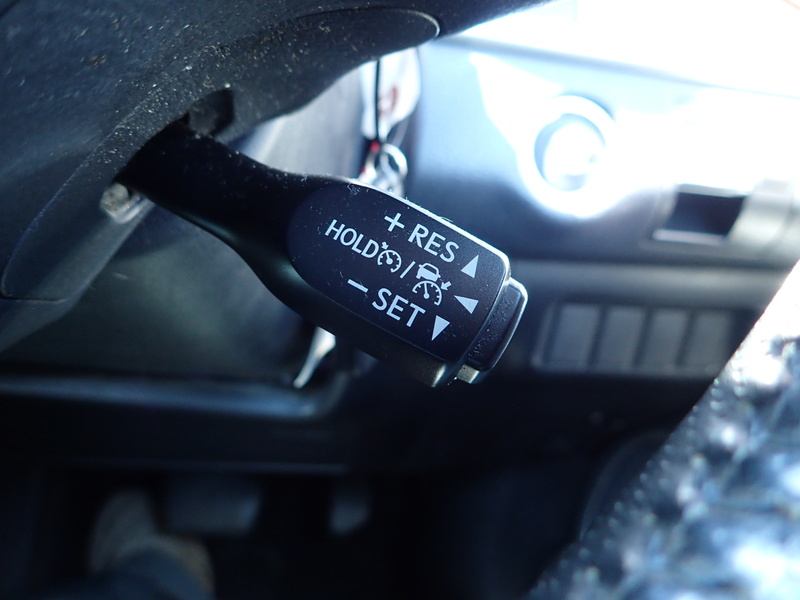 + RES
HOLD /
- SET